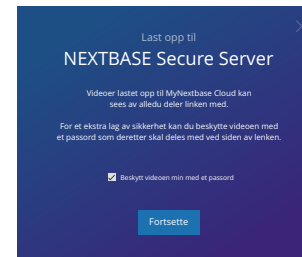 Last opp til
NEXTBASE Secure Server
Videoer lastet opp til MyNextbase Cloud kan
sees av alledu deler linken med.
For et ekstra lag av sikkerhet kan du beskytte videoen med
et passord som deretter skal deles med ved siden av lenken.
Beskytt videoen min med et passord
Fortsette